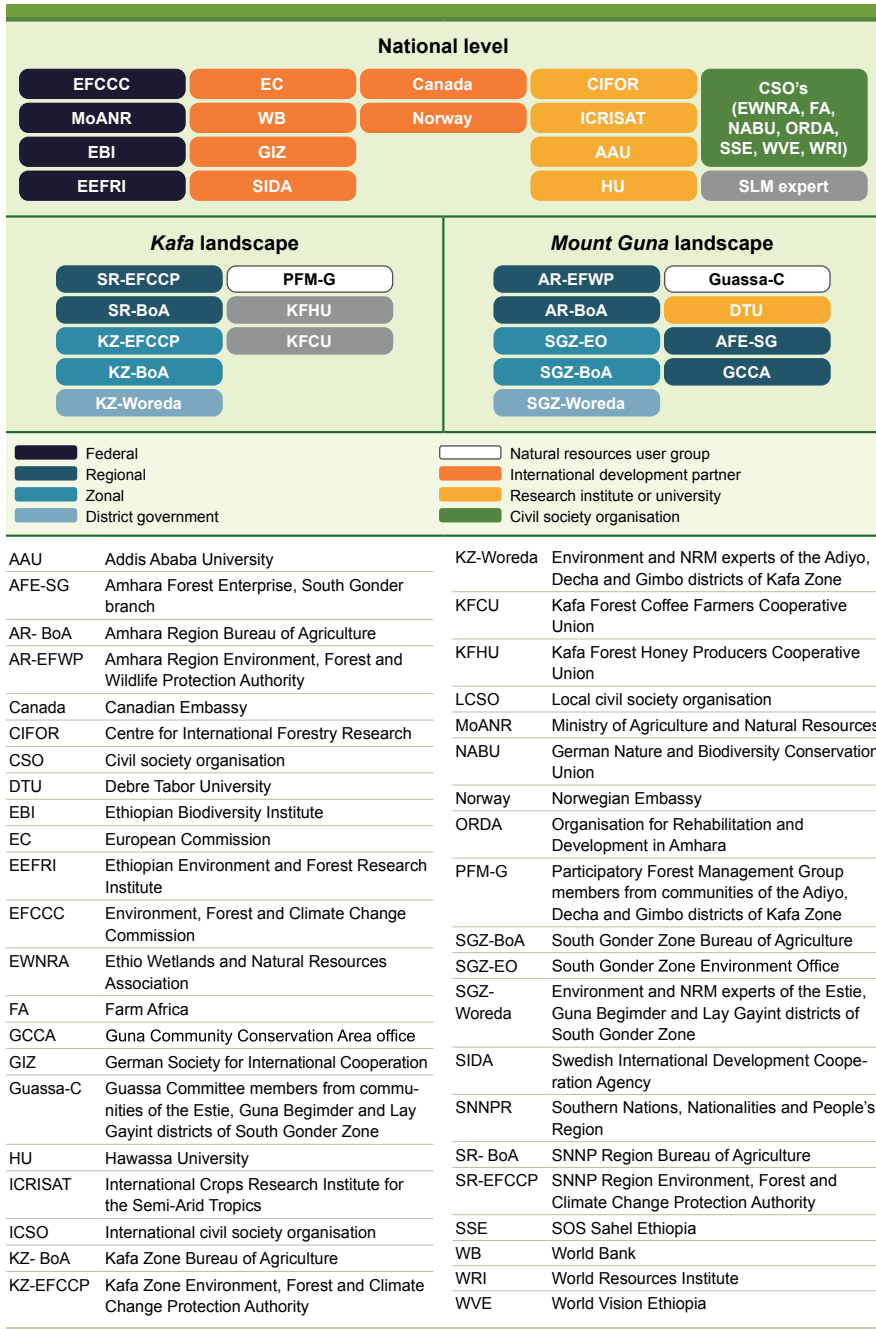 National level
EFCCC
EC
Canada
CIFOR
CSO's
(EWNRA, FA,
NABU, ORDA,
SSE, WVE, WRI)
MoANR
WB
Norway
ICRISAT
EBI
GIZ
AAU
EEFRI
SIDA
HU
SLM expert
Kafa landscape
SR-EFCCP
PFM-G
SR-BoA
KFHU
KZ-EFCCP
KFCU
KZ-BoA
KZ-Woreda
Mount Guna landscape
AR-EFWP
Guassa-C
AR-BoA
DTU
SGZ-EO
AFE-SG
SGZ-BoA
GCCA
SGZ-Woreda
Federal
Regional
Zonal
District government
Natural resources user group
International development partner
Research institute or university
Civil society organisation
AAU Addis Ababa University
AFE-SG Amhara Forest Enterprise, South Gonder
branch
AR- BoA Amhara Region Bureau of Agriculture
AR-EFWP Amhara Region Environment, Forest and
Wildlife Protection Authority
Canada Canadian Embassy
CIFOR Centre for International Forestry Research
CSO Civil society organisation
DTU Debre Tabor University
EBI Ethiopian Biodiversity Institute
EC European Commission
EEFRI Ethiopian Environment and Forest Research
Institute
EFCCC Environment, Forest and Climate Change
Commission
EWNRA Ethio Wetlands and Natural Resources
Association
FA Farm Africa
GCCA Guna Community Conservation Area office
GIZ German Society for International Cooperation
Guassa-C Guassa Committee members from commu-
nities of the Estie, Guna Begimder and Lay
Gayint districts of South Gonder Zone
HU Hawassa University
ICRISAT International Crops Research Institute for
the Semi-Arid Tropics
ICSO International civil society organisation
KZ- BoA Kafa Zone Bureau of Agriculture
KZ-EFCCP Kafa Zone Environment, Forest and Climate
Change Protection Authority
KZ-Woreda Environment and NRM experts of the Adiyo,
Decha and Gimbo districts of Kafa Zone
KFCU Kafa Forest Coffee Farmers Cooperative
Union
KFHU Kafa Forest Honey Producers Cooperative
Union
LCSO Local civil society organisation
MoANR Ministry of Agriculture and Natural Resources
NABU German Nature and Biodiversity Conservation
Union
Norway Norwegian Embassy
ORDA Organisation for Rehabilitation and
Development in Amhara
PFM-G Participatory Forest Management Group
members from communities of the Adiyo,
Decha and Gimbo districts of Kafa Zone
SGZ-BoA South Gonder Zone Bureau of Agriculture
SGZ-EO South Gonder Zone Environment Office
SGZ- Environment and NRM experts of the Estie,
Woreda Guna Begimder and Lay Gayint districts of
South Gonder Zone
SIDA Swedish International Development Coope-
ration Agency
SNNPR Southern Nations, Nationalities and People's
Region
SR- BoA SNNP Region Bureau of Agriculture
SR-EFCCP SNNP Region Environment, Forest and
Climate Change Protection Authority
SSE SOS Sahel Ethiopia
WB World Bank
WRI World Resources Institute
WVE World Vision Ethiopia